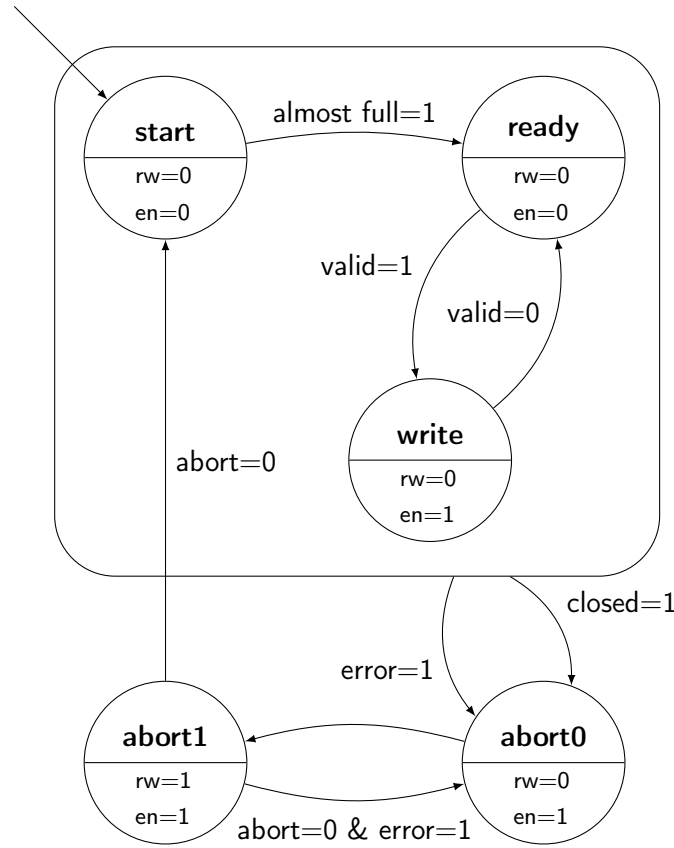 start
rw=0
en=0
almost full=1
ready
rw=0
en=0
valid=1
valid=0
write
rw=0
en=1
abort=0
closed=1
error=1
abort1
rw=1
en=1
abort0
rw=0
en=1
abort=0 & error=1